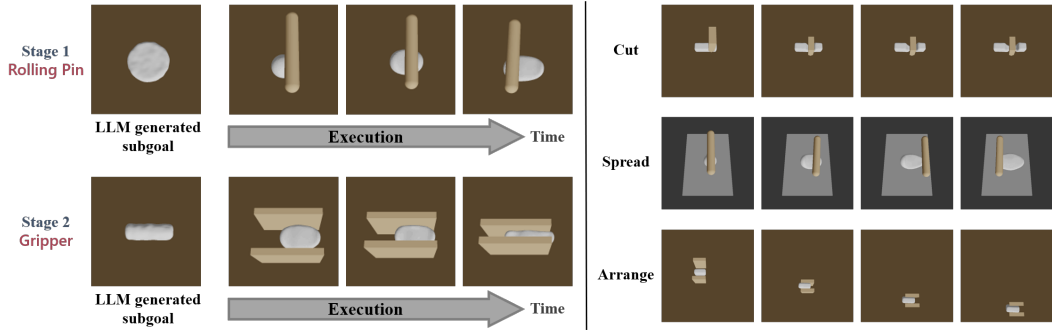 Stage 1
Rolling Pin
LLM generated
subgoal
Execution
Time
Stage 2
Gripper
LLM generated
subgoal
Execution
Time
Cut
Spread
Arrange